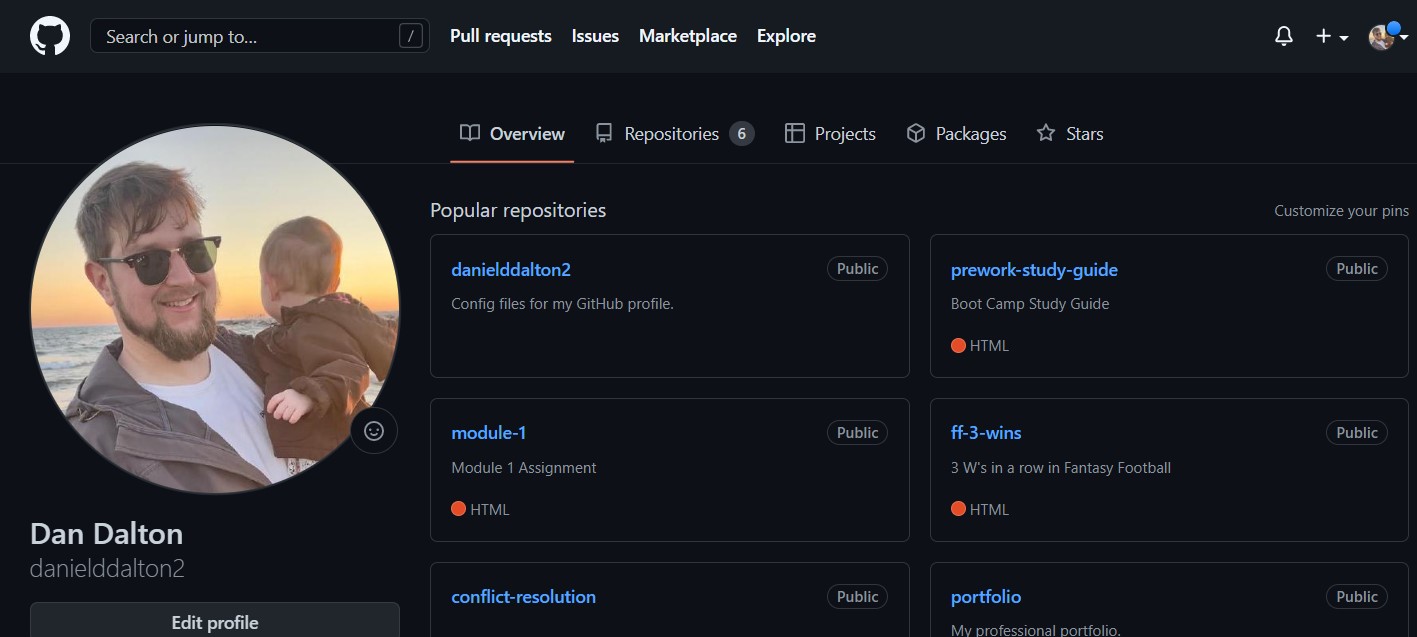 Search or jump to...
/
Pull requests
Issues
Marketplace
Explore
Overview
Repositories 6
Projects
Packages
Stars
Dan Dalton
danielddalton2
Edit profile
Popular repositories
Customize your pins
danielddalton2
Public
Config files for my GitHub profile.
prework-study-guide
Public
Boot Camp Study Guide
HTML
module-1
Public
Module 1 Assignment
HTML
ff-3-wins
Public
3 W's in a row in Fantasy Football
HTML
conflict-resolution
Public
portfolio
Public
My professional portfolio.